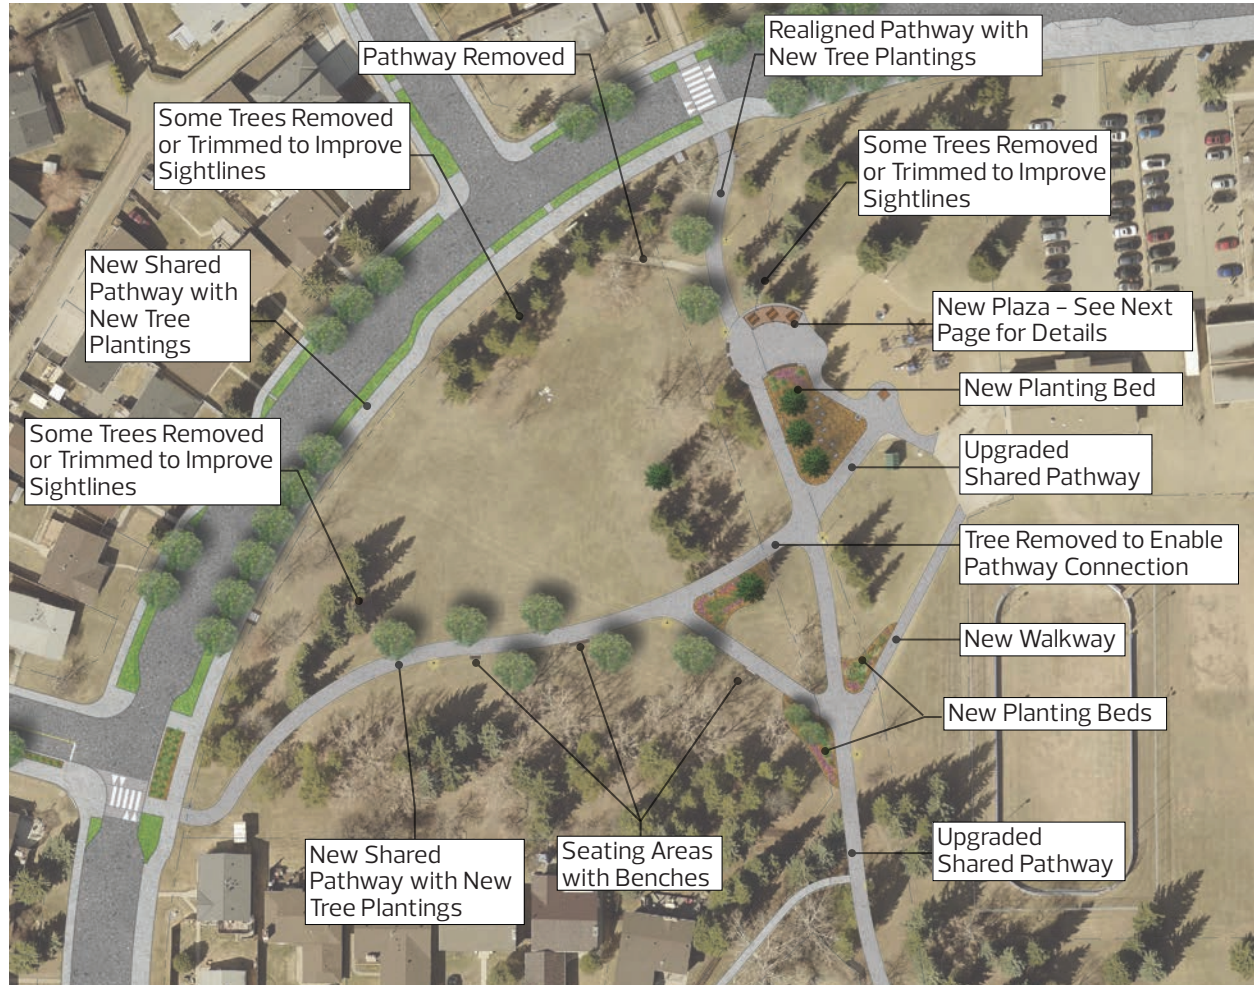 Pathway Removed
Realigned Pathway with
New Tree Plantings
Some Trees Removed
or Trimmed to Improve
Sightlines
Some Trees Removed
or Trimmed to Improve
Sightlines
New Shared
Pathway with
New Tree
Plantings
New Plaza – See Next
Page for Details
New Planting Bed
Some Trees Removed
or Trimmed to Improve
Sightlines
Upgraded
Shared Pathway
Tree Removed to Enable
Pathway Connection
New Walkway
New Planting Beds
New Shared
Pathway with New
Tree Plantings
Seating Areas
with Benches
Upgraded
Shared Pathway